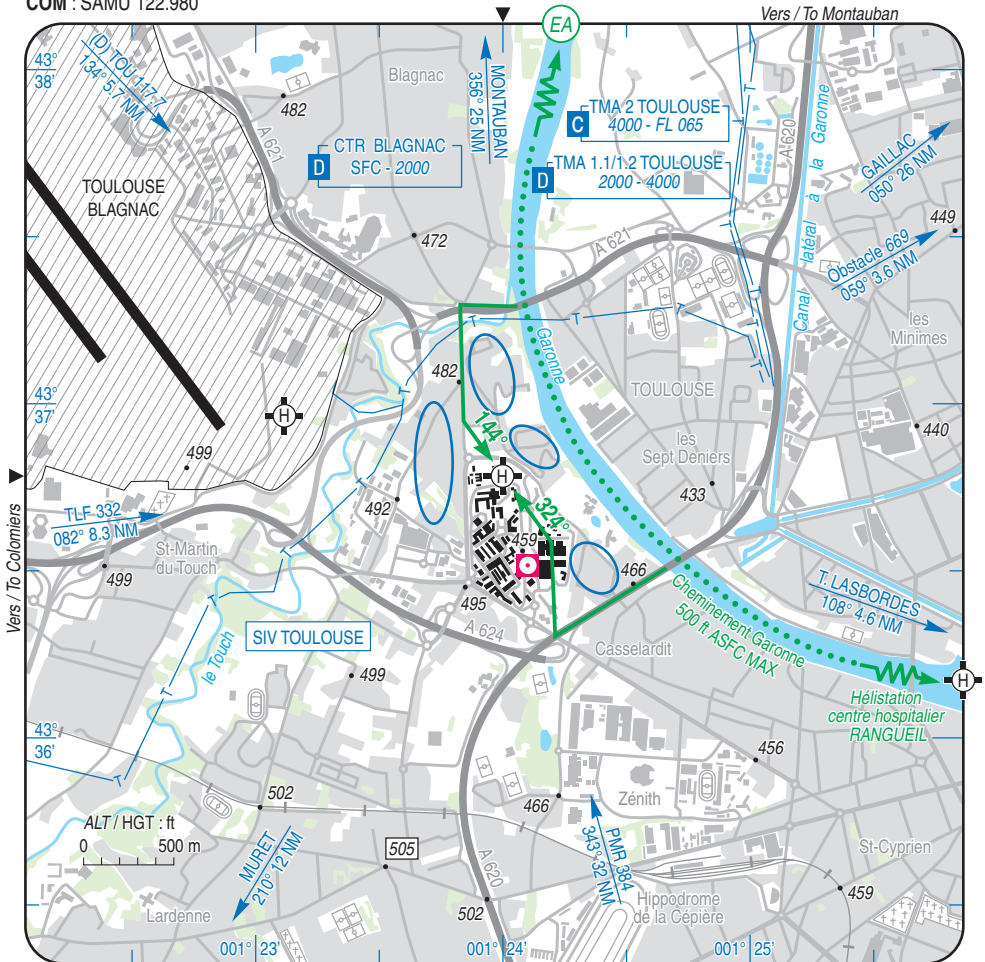 COM : SAMU 122.980
Vers / To Montauban
EA
43°
38'
(D) TOU 117.7
134° 5.7 NM
482
Blagnac
A 621
MONTAUBAN
356° 25 NM
C
TMA 2 TOULOUSE
4000 - FL 065
D
CTR BLAGNAC
SFC - 2000
D
TMA 1.1/1.2 TOULOUSE
2000 - 4000
A 620
Canal latéral à la Garonne
GAILLAC
050° 26 NM
449
TOULOUSE
BLAGNAC
472
A 621
Obstacle 669
059° 3.6 NM
T
T
T
T
les
Minimes
Garonne
482
TOULOUSE
43°
37'
T
H
144°
440
les
Sept Deniers
499
H
433
TLF 332
082° 8.3 NM
492
324°
T
St-Martin
du Touch
459
Vers / To Colomiers
499
466
T
495
T. LASBORDES
108° 4.6 NM
Cheminement Garonne
500 ft ASFC MAX
SIV TOULOUSE
A 624
Casselardit
le Touch
499
H
T
Hélistation
centre hospitalier
RANGUEIL
43°
36'
456
T
502
466
Zénith
ALT / HGT : ft
0 500 m
505
PMR 384
343° 32 NM
St-Cyprien
MURET
210° 12 NM
A 620
459
Lardenne
502
Hippodrome
de la Cépière
001° 23'
001° 24'
001° 25'